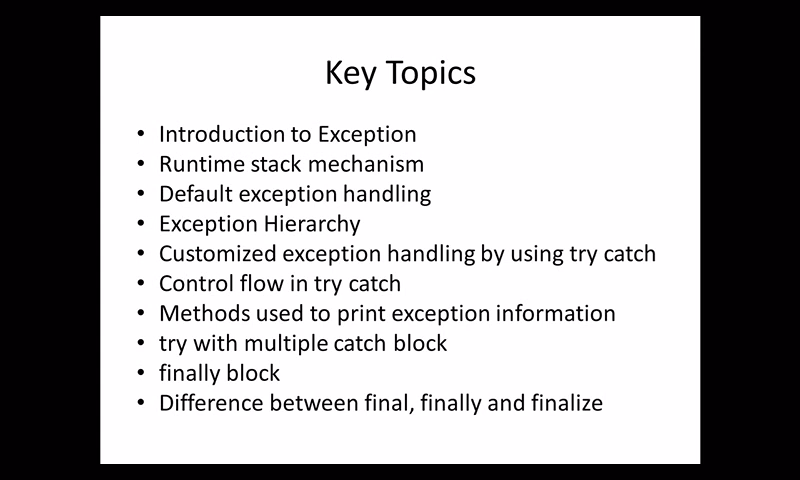 Key Topics
• Introduction to Exception
• Runtime stack mechanism
• Default exception handling
• Exception Hierarchy
• Customized exception handling by using try catch
• Control flow in try catch
• Methods used to print exception information
• try with multiple catch block
• finally block
• Difference between final, finally and finalize